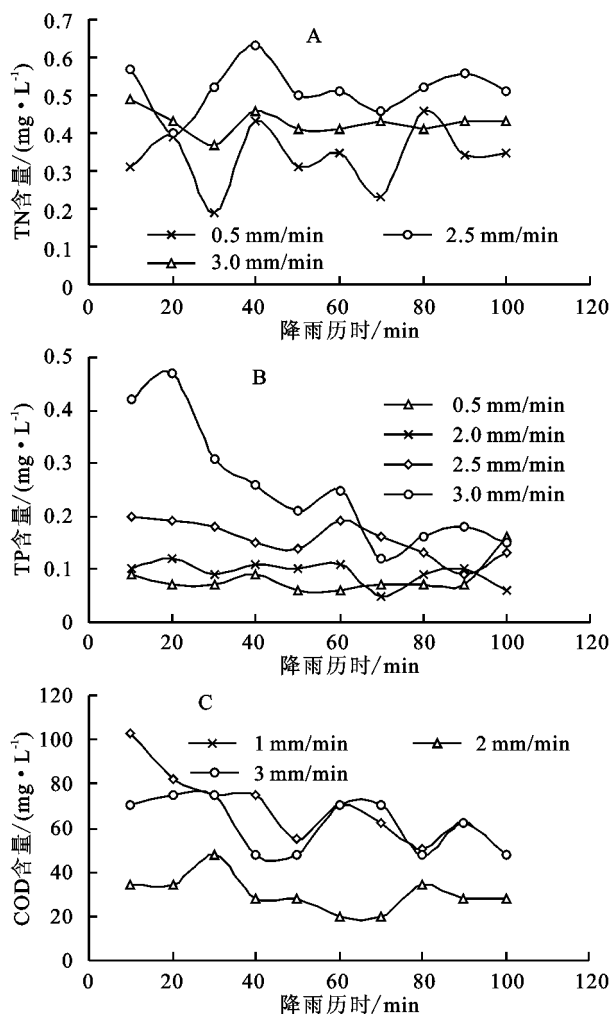 A
0.7
0.6
0.5
0.4
0.3
0.2
0.1
0
TN含量/(mg·L⁻¹)
0.5 mm/min
2.5 mm/min
3.0 mm/min
0 20 40 60 80 100 120
降雨历时/min
B
0.5
0.4
0.3
0.2
0.1
0
TP含量/(mg·L⁻¹)
0.5 mm/min
2.0 mm/min
2.5 mm/min
3.0 mm/min
0 20 40 60 80 100 120
降雨历时/min
C
120
100
80
60
40
20
0
COD含量/(mg·L⁻¹)
1 mm/min
2 mm/min
3 mm/min
0 20 40 60 80 100 120
降雨历时/min